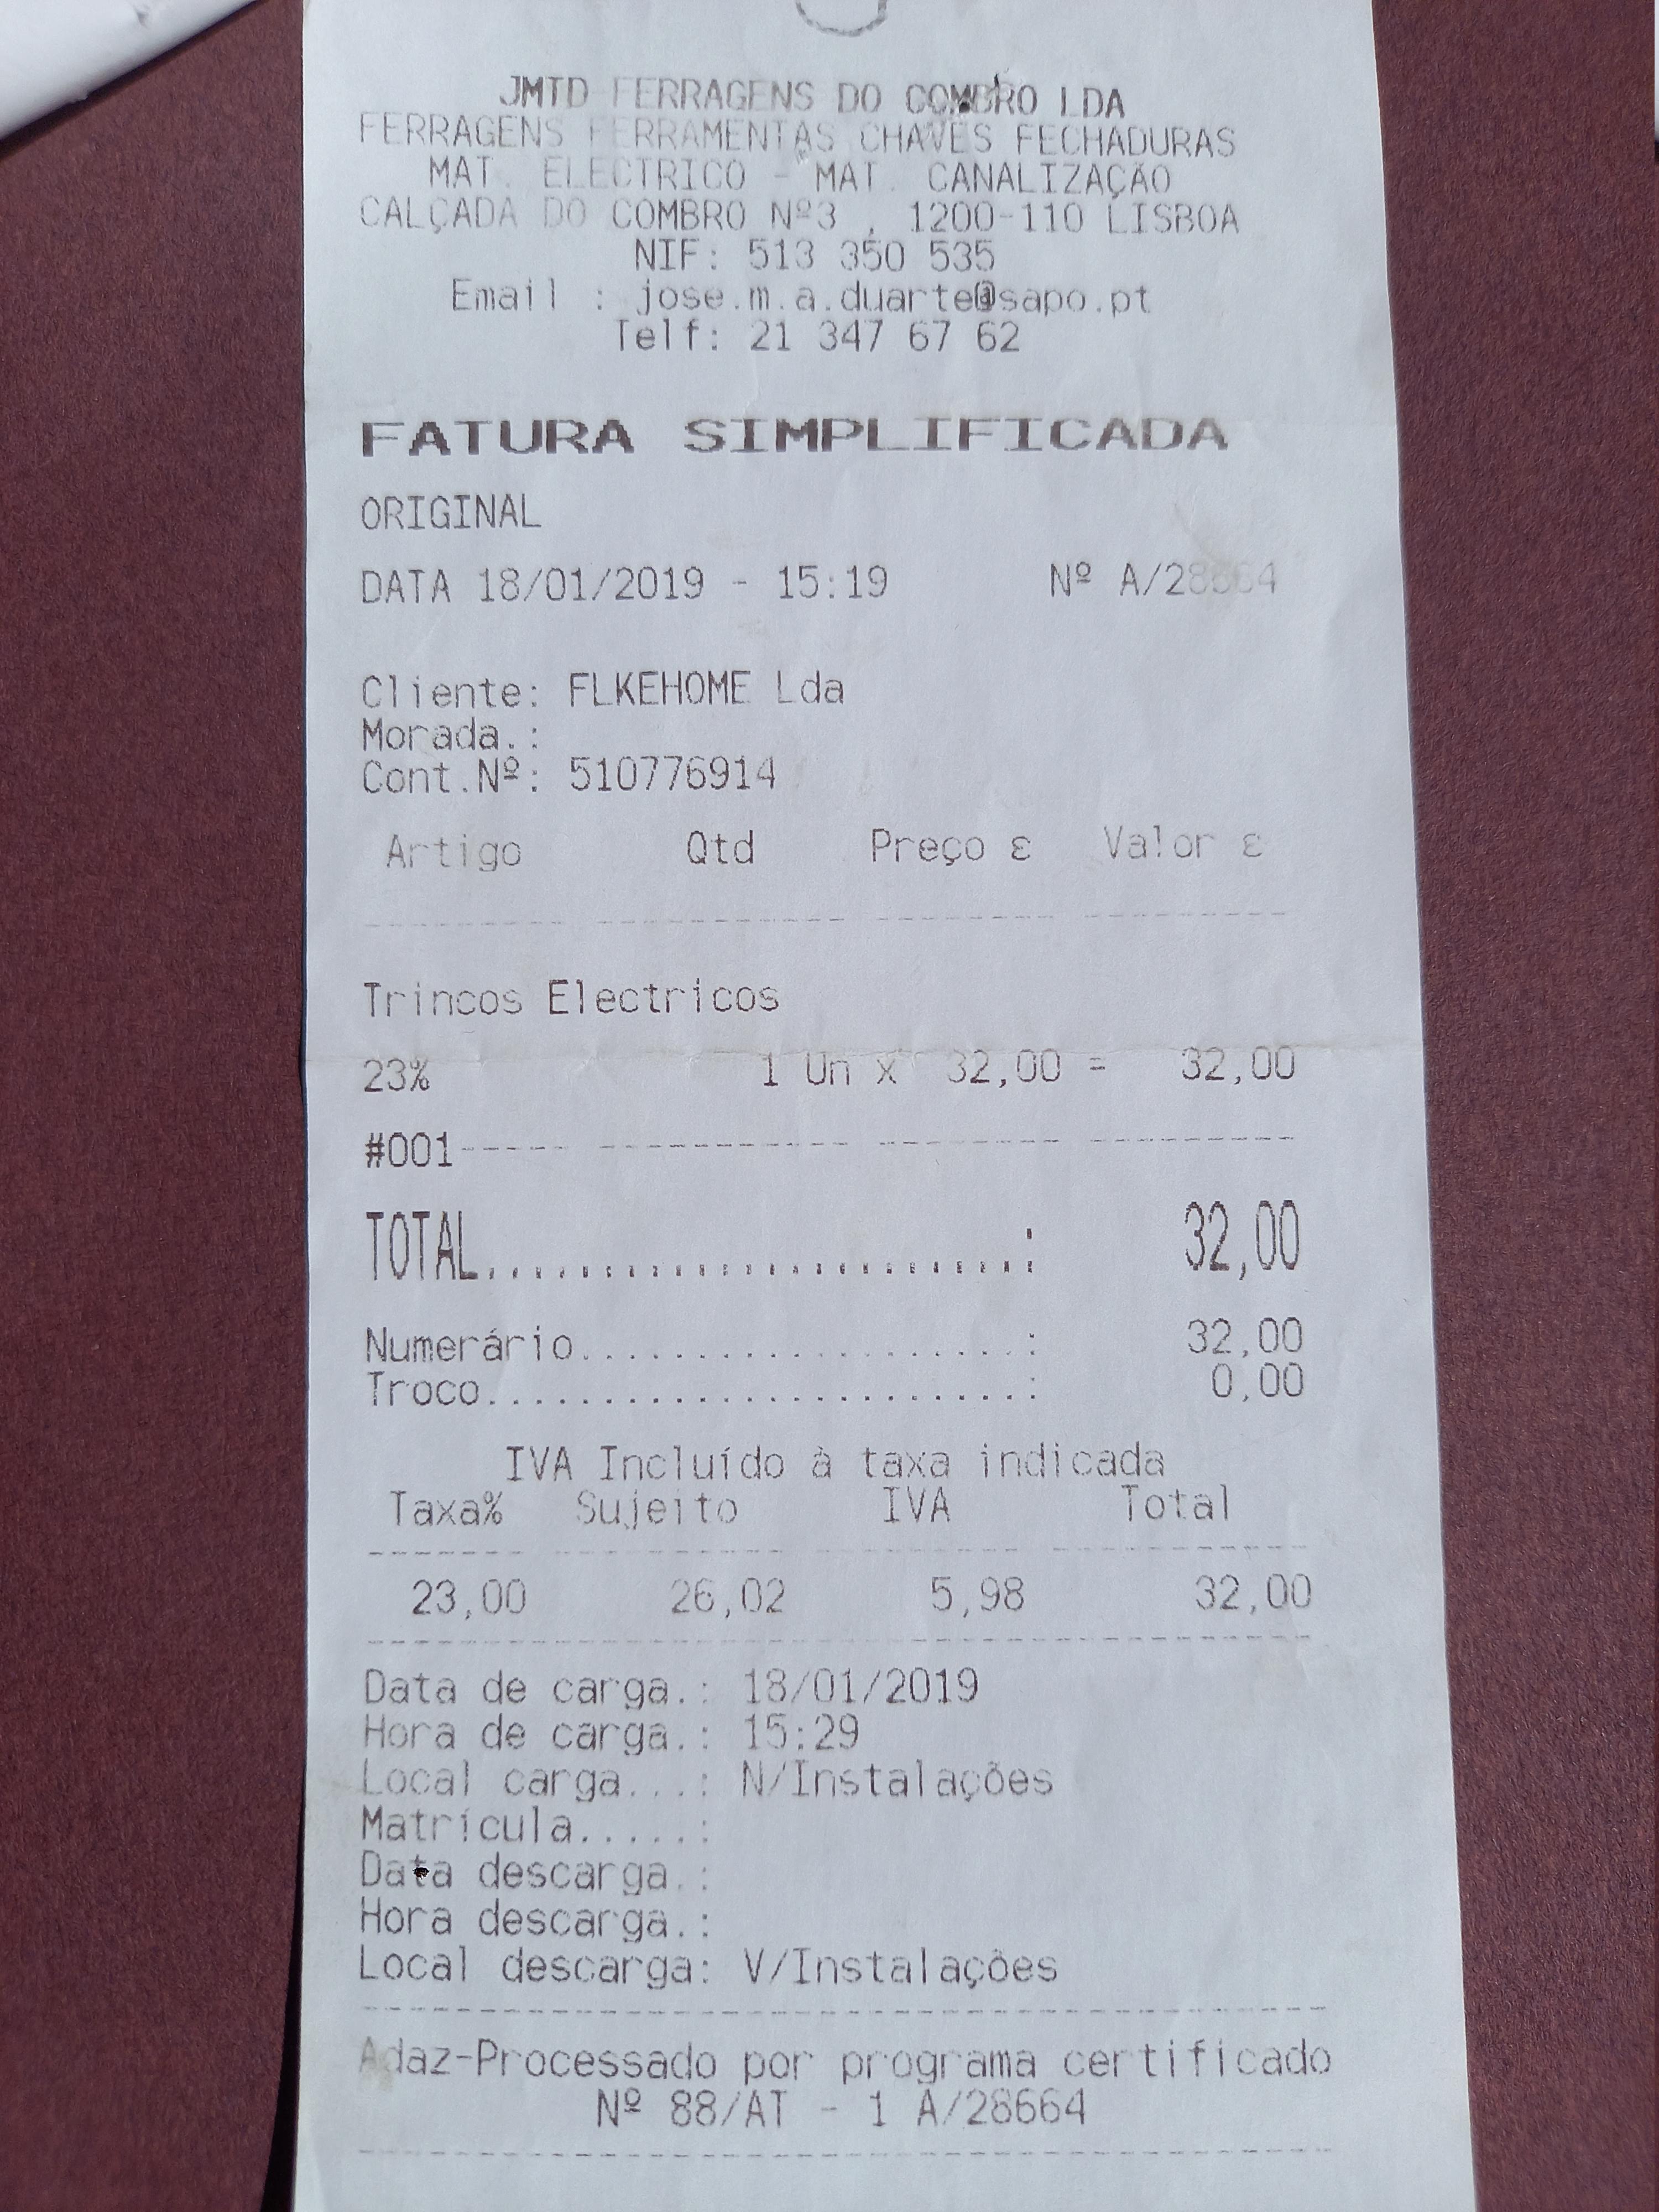 JMTD FERRAGENS DO COMBRO LDA
FERRAGENS FERRAMENTAS CHAVES FECHADURAS
MAT. ELECTRICO - MAT. CANALIZAÇÃO
CALÇADA DO COMBRO Nº3 , 1200-110 LISBOA
NIF: 513 350 535
Email : jose.m.a.duarte@sapo.pt
Telf: 21 347 67 62
FATURA SIMPLIFICADA
ORIGINAL
DATA 18/01/2019 - 15:19 Nº A/28664
Cliente: FLKEHOME Lda
Morada.:
Cont.Nº: 510776914
Artigo Qtd Preço ε Valor ε
Trincos Electricos
23% 1 Un x 32,00 = 32,00
#001
TOTAL.......................: 32,00
Numerário....................: 32,00
Troco........................: 0,00
IVA Incluído à taxa indicada
Taxa% Sujeito IVA Total
23,00 26,02 5,98 32,00
Data de carga.: 18/01/2019
Hora de carga.: 15:29
Local carga...: N/Instalações
Matrícula.....:
Data descarga.:
Hora descarga.:
Local descarga: V/Instalações
Adaz-Processado por programa certificado
Nº 88/AT - 1 A/28664